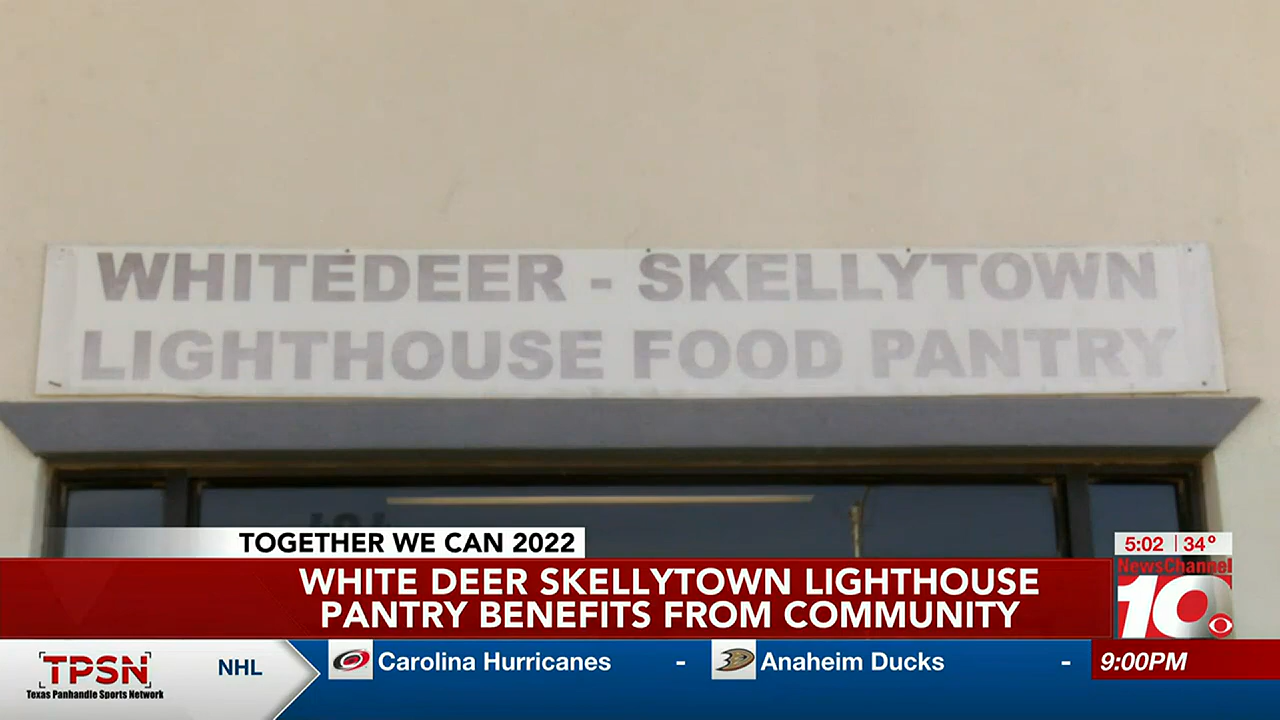 WHITEDEER - SKELLYTOWN
LIGHTHOUSE FOOD PANTRY
TOGETHER WE CAN 2022
WHITE DEER SKELLYTOWN LIGHTHOUSE
PANTRY BENEFITS FROM COMMUNITY
5:02 | 34°
NewsChannel
10
TPSN
Texas Panhandle Sports Network
NHL
Carolina Hurricanes - Anaheim Ducks - 9:00PM